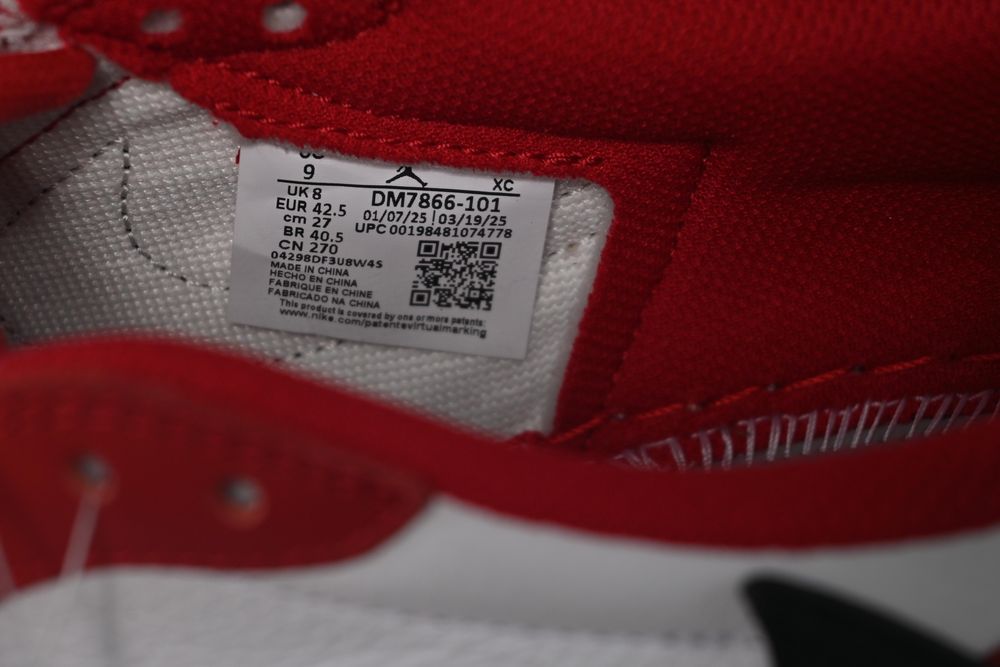 9
XC
UK 8
DM7866-101
EUR 42.5
01/07/25 | 03/19/25
cm 27
UPC 00198481074778
BR 40.5
CN 270
04298DF3U8W4S
MADE IN CHINA
HECHO EN CHINA
FABRIQUE EN CHINE
FABRICADO NA CHINA
This product is covered by one or more patents:
www.nike.com/patentsvirtualmarking